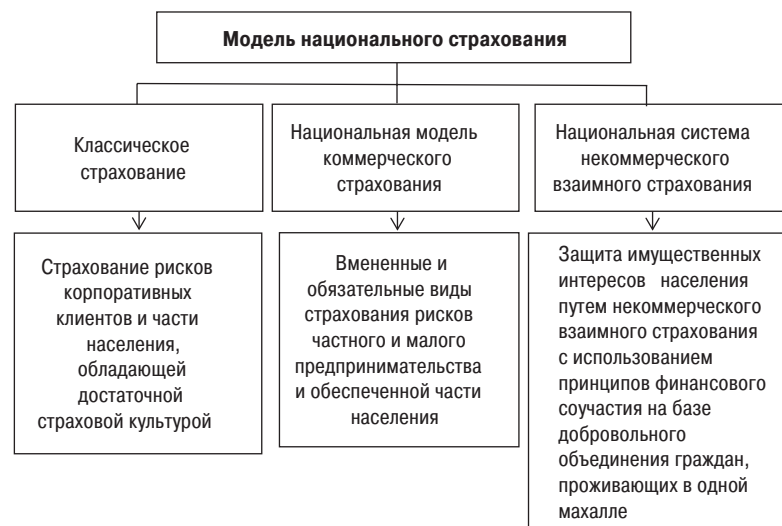 Модель национального страхования
Классическое
страхование
Национальная модель
коммерческого
страхования
Национальная система
некоммерческого
взаимного страхования
Страхование рисков
корпоративных
клиентов и части
населения,
обладающей
достаточной
страховой культурой
Вмененные и
обязательные виды
страхования рисков
частного и малого
предпринимательства
и обеспеченной части
населения
Защита имущественных
интересов населения
путем некоммерческого
взаимного страхования
с использованием
принципов финансового
соучастия на базе
добровольного
объединения граждан,
проживающих в одной
махалле